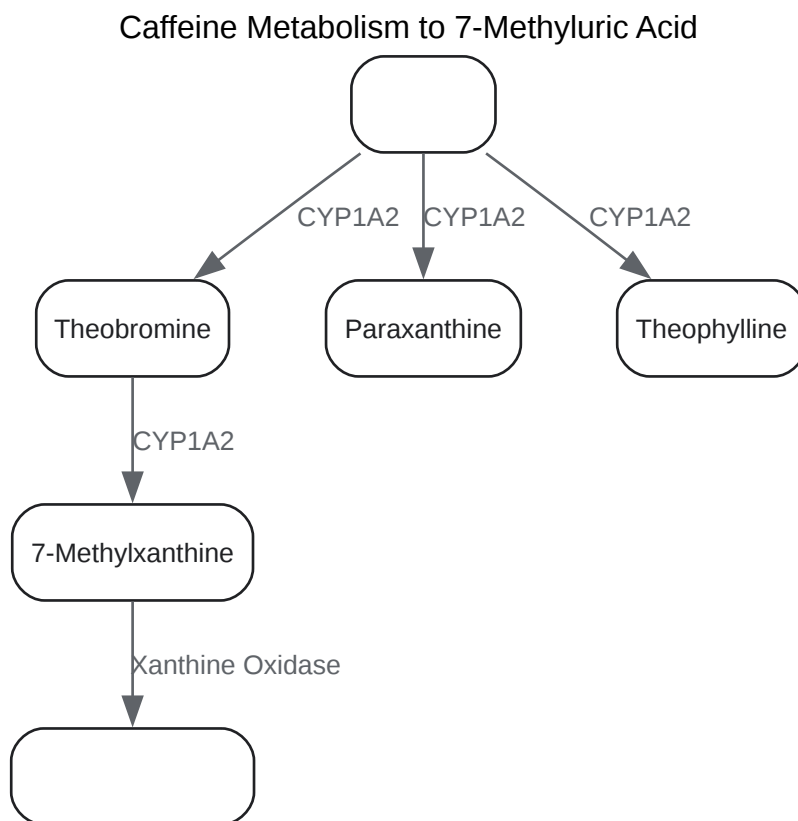 Caffeine Metabolism to 7-Methyluric Acid
CYP1A2
CYP1A2
CYP1A2
Theobromine
Paraxanthine
Theophylline
CYP1A2
7-Methylxanthine
Xanthine Oxidase